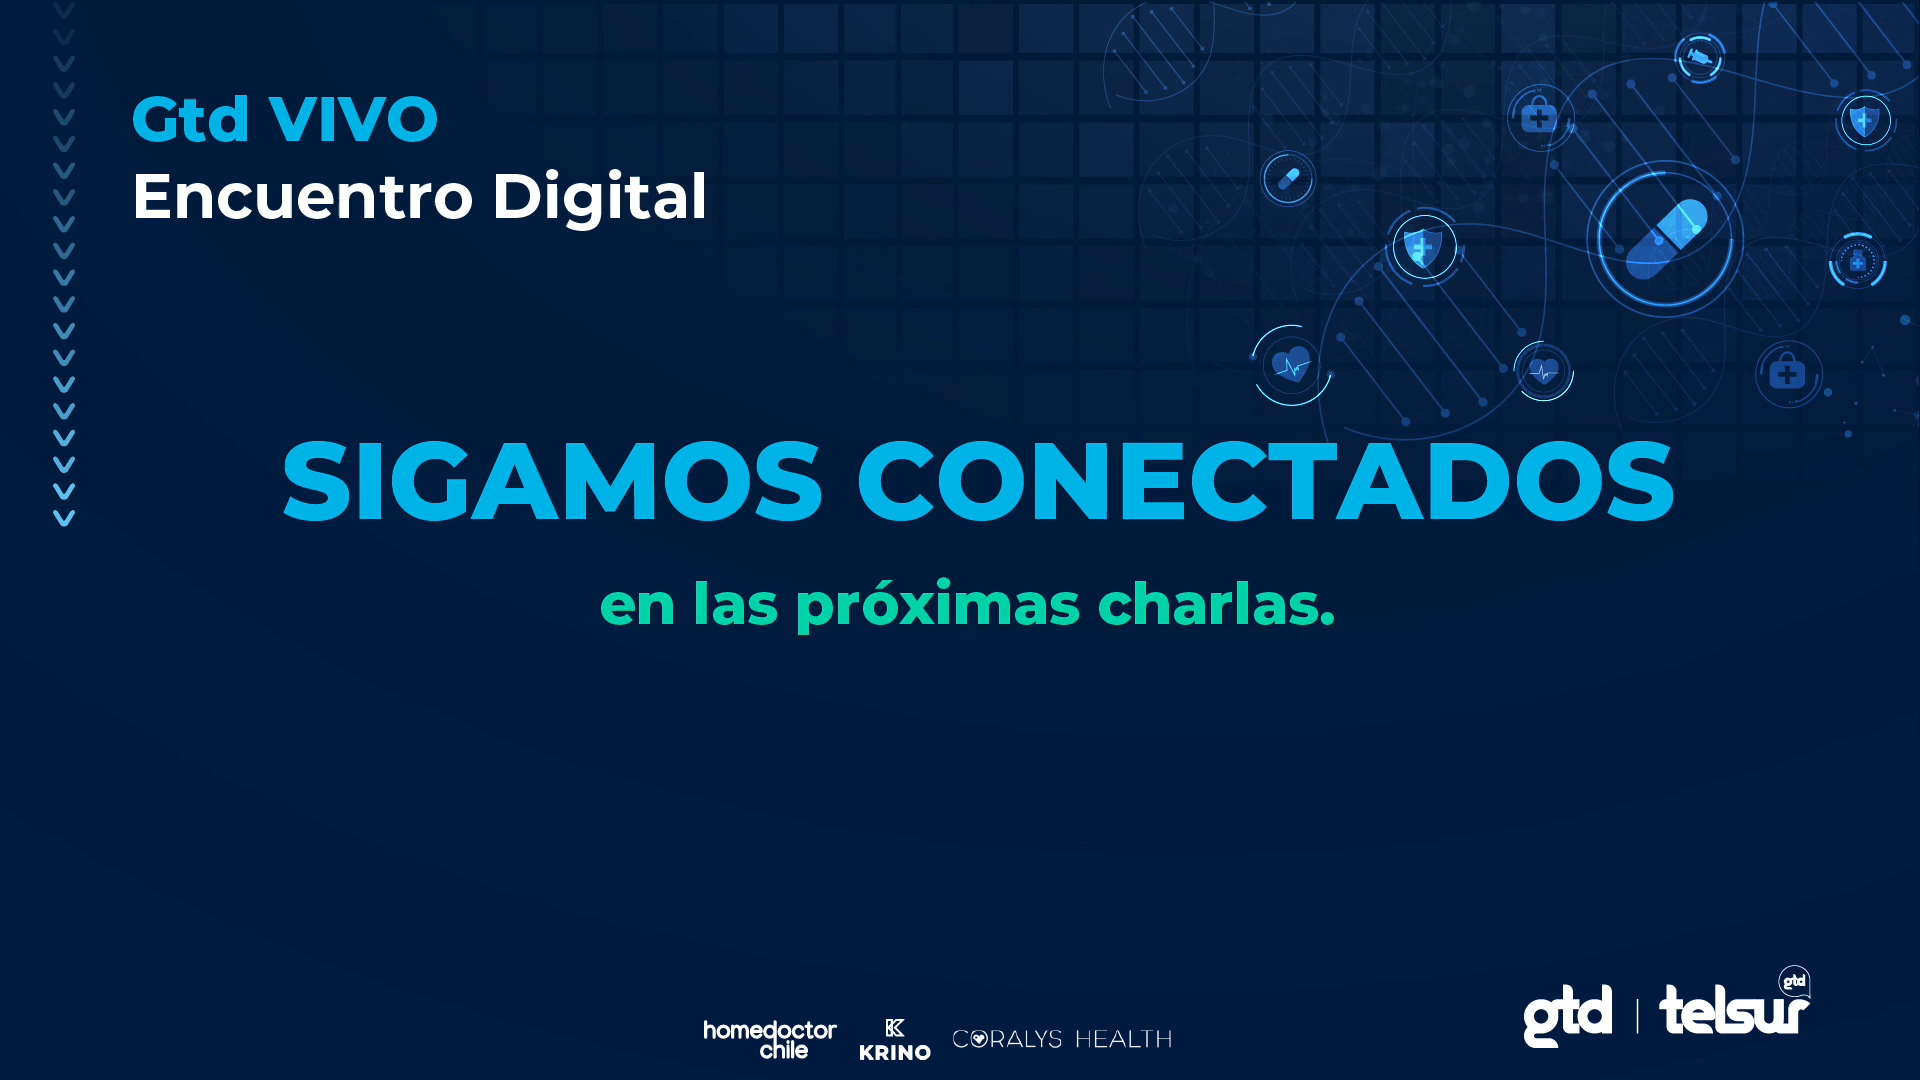 Gtd VIVO
Encuentro Digital
SIGAMOS CONECTADOS
en las próximas charlas.
homedoctor
chile
KRINO
CORALYS HEALTH
gtd | telsur
gtd